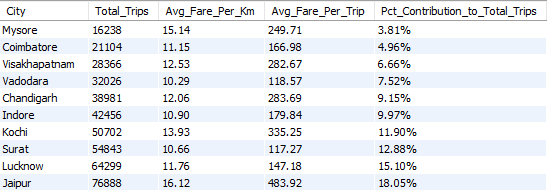 City Total_Trips Avg_Fare_Per_Km Avg_Fare_Per_Trip Pct_Contribution_to_Total_Trips
Mysore 16238 15.14 249.71 3.81%
Coimbatore 21104 11.15 166.98 4.96%
Visakhapatnam 28366 12.53 282.67 6.66%
Vadodara 32026 10.29 118.57 7.52%
Chandigarh 38981 12.06 283.69 9.15%
Indore 42456 10.90 179.84 9.97%
Kochi 50702 13.93 335.25 11.90%
Surat 54843 10.66 117.27 12.88%
Lucknow 64299 11.76 147.18 15.10%
Jaipur 76888 16.12 483.92 18.05%